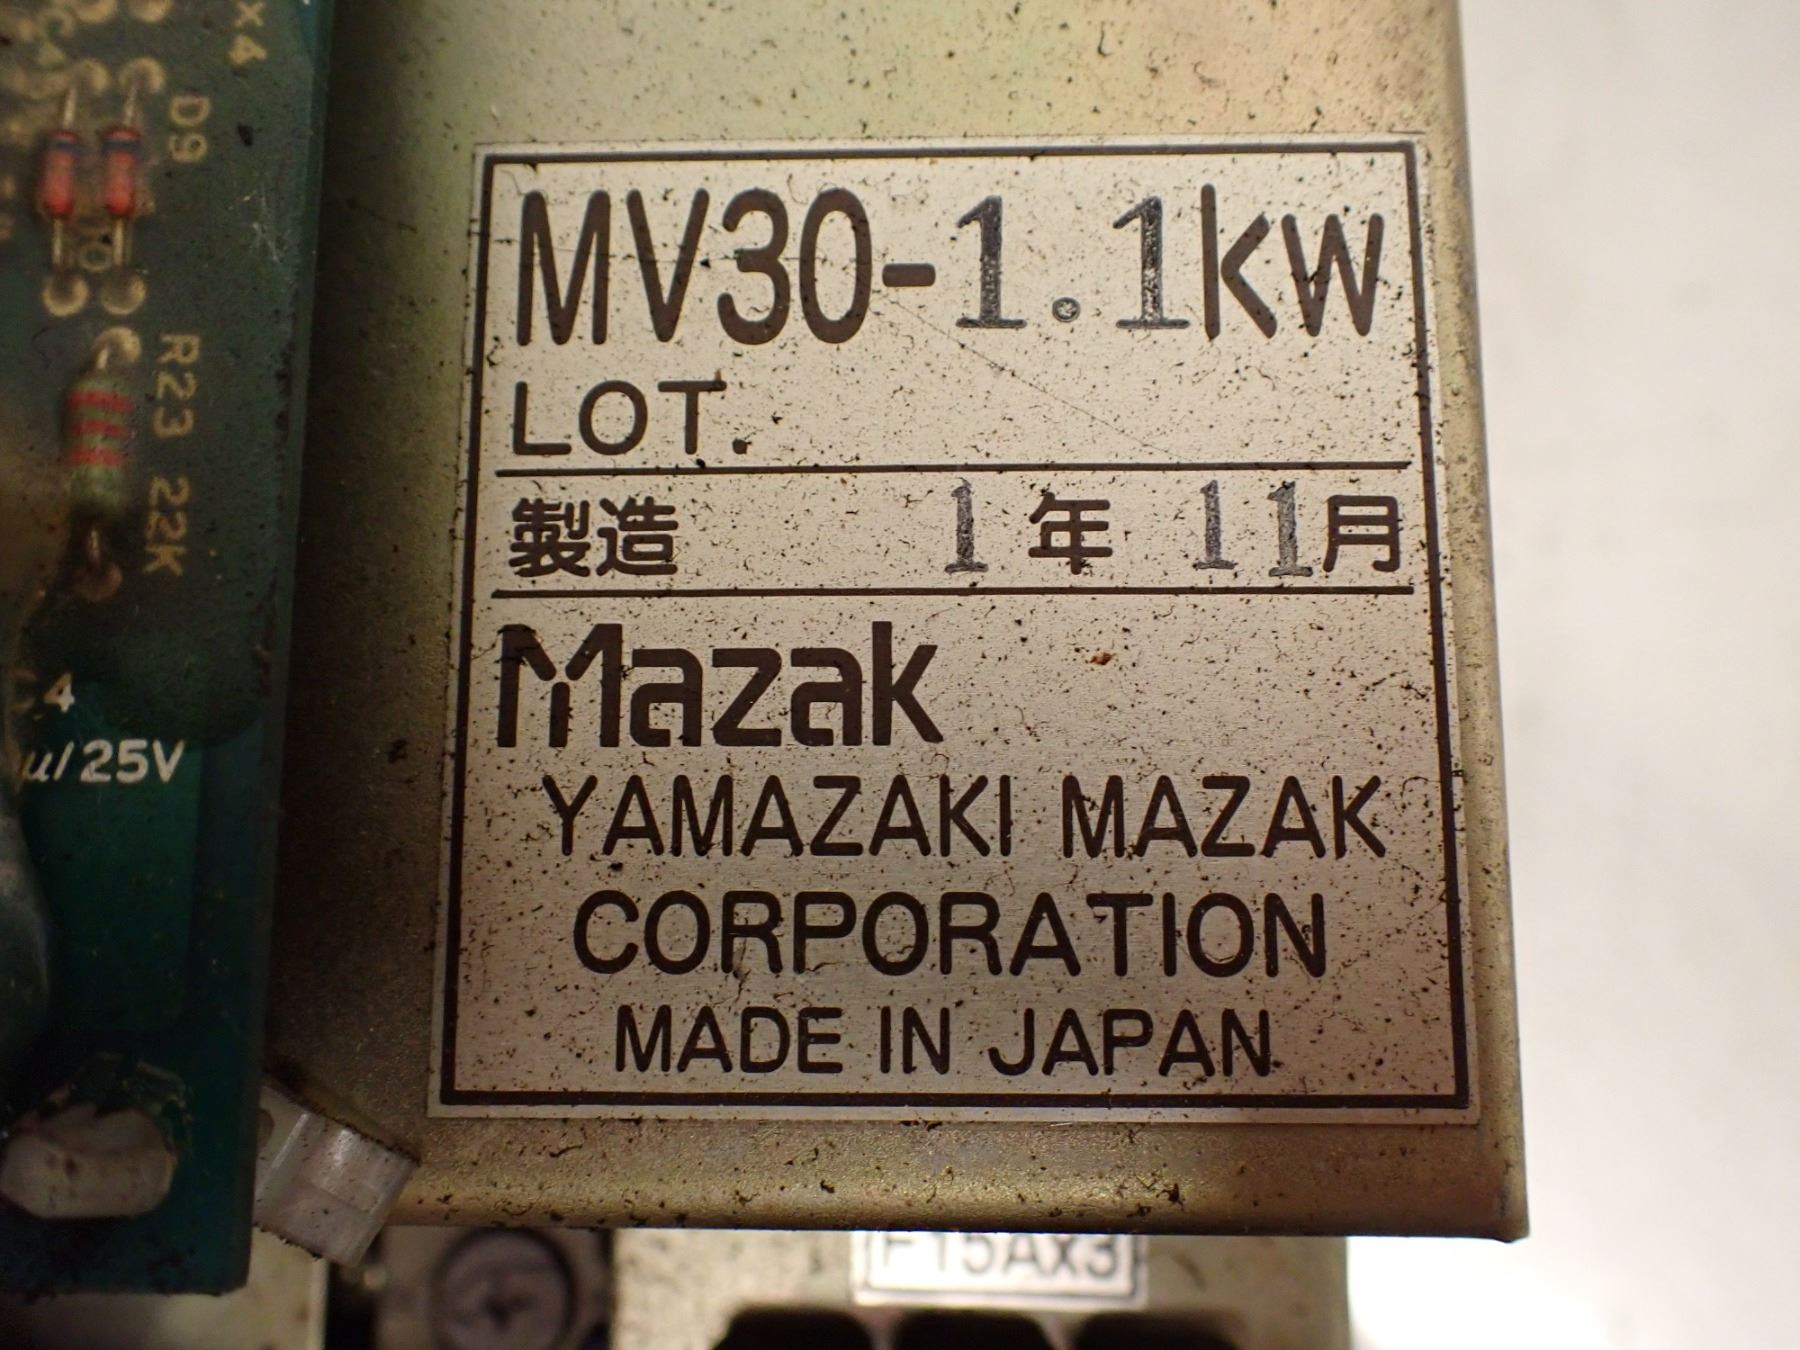 x4
D9
R23 22K
µ/25V
MV30-1.1kW
LOT.
製造 1年 11月
Mazak
YAMAZAKI MAZAK
CORPORATION
MADE IN JAPAN
F15Ax3